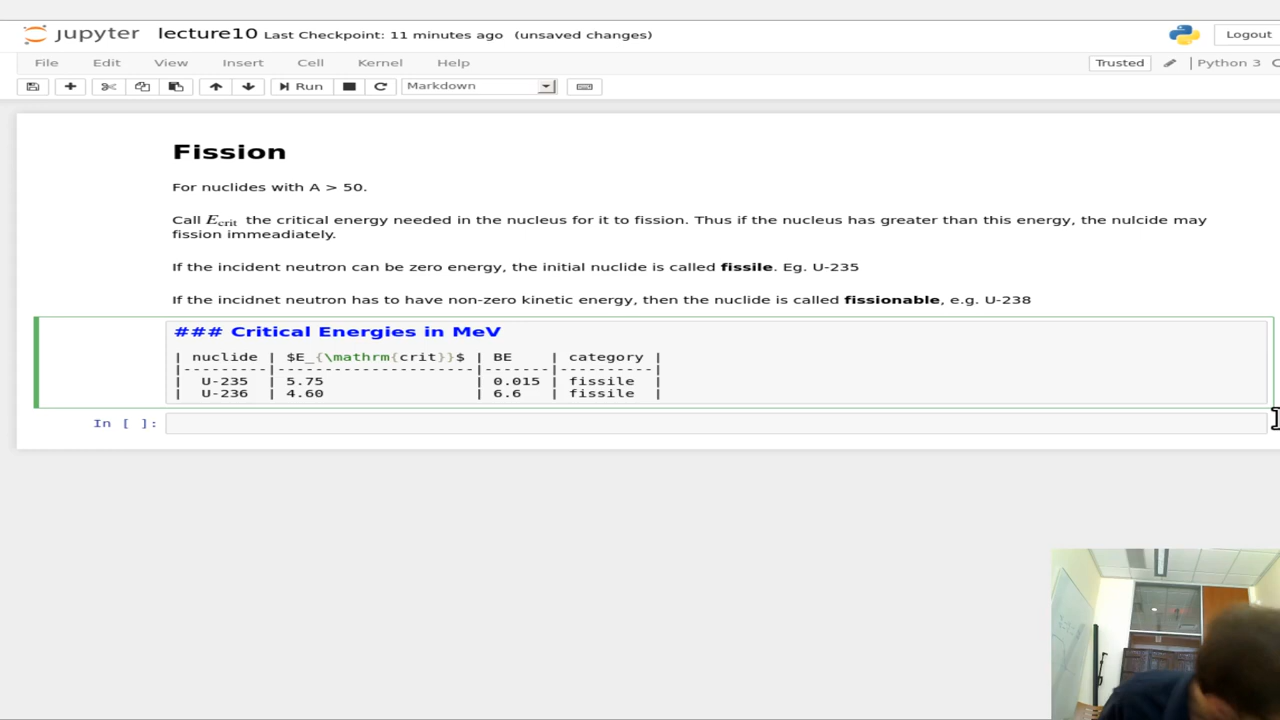 jupyter lecture10 Last Checkpoint: 11 minutes ago (unsaved changes) Logout
File Edit View Insert Cell Kernel Help Trusted Python 3
Run Markdown
Fission
For nuclides with A > 50.
Call E_crit the critical energy needed in the nucleus for it to fission. Thus if the nucleus has greater than this energy, the nulcide may
fission immeadiately.
If the incident neutron can be zero energy, the initial nuclide is called fissile. Eg. U-235
If the incidnet neutron has to have non-zero kinetic energy, then the nuclide is called fissionable, e.g. U-238
### Critical Energies in MeV
| nuclide | $E_{\mathrm{crit}}$ | BE | category |
|---------|---------------------|-------|----------|
| U-235 | 5.75 | 0.015 | fissile |
| U-236 | 4.60 | 6.6 | fissile |
In [ ]: